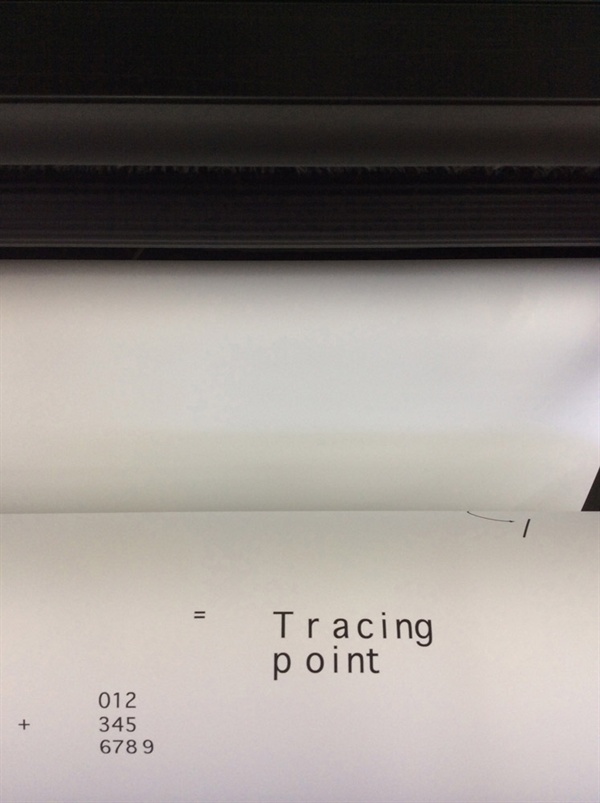 /
= Tracing
point
012
+ 345
6789